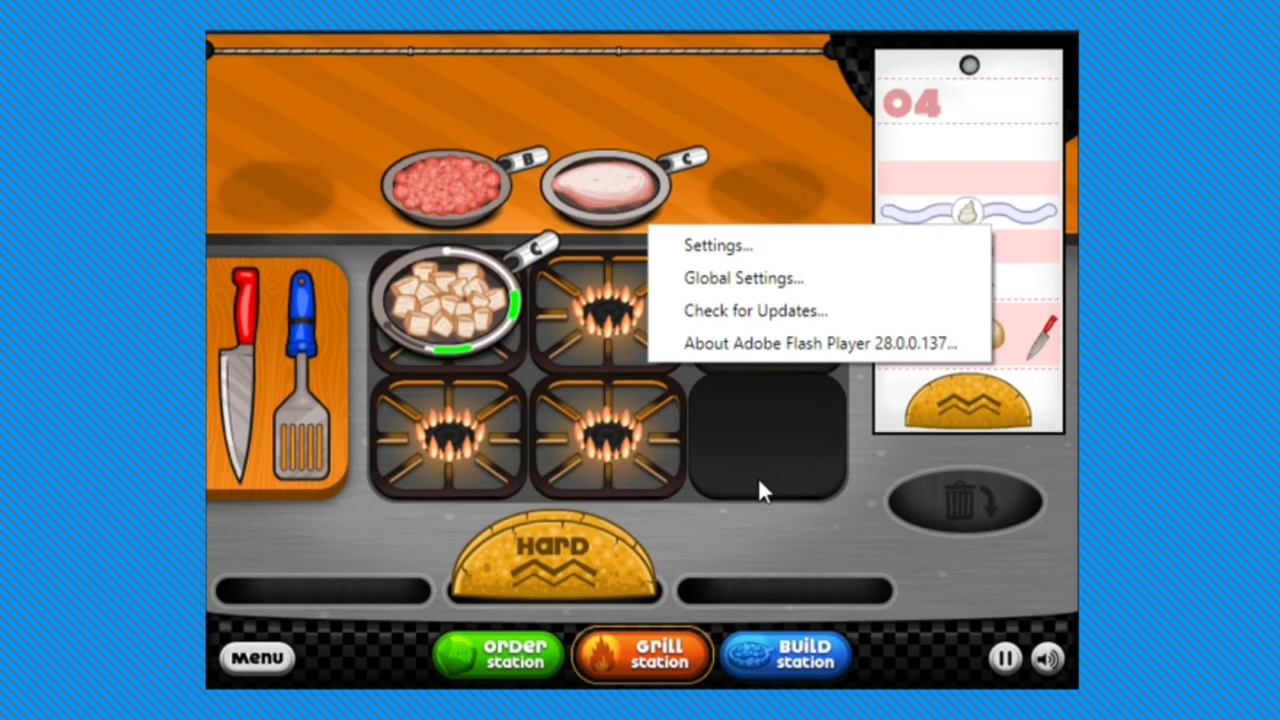 04
B
C
C
Settings...
Global Settings...
Check for Updates...
About Adobe Flash Player 28.0.0.137...
HARD
MENU
ORDER
station
GRILL
station
BUILD
station